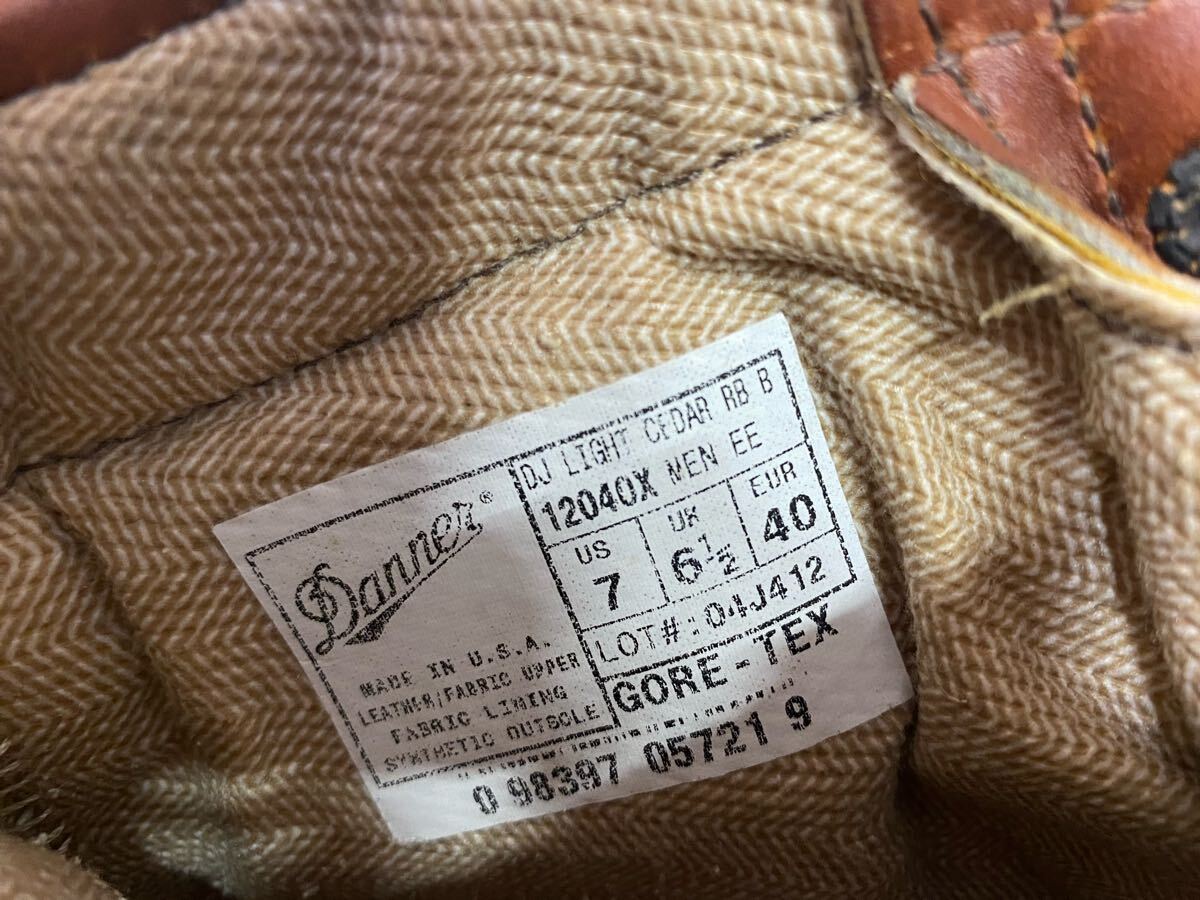 Danner®
MADE IN U.S.A.
LEATHER/FABRIC UPPER
FABRIC LINING
SYNTHETIC OUTSOLE
DJ LIGHT CEDAR RB B
12040X MEN EE
US UK EUR
7 6½ 40
LOT#: 04J412
GORE-TEX
0 98397 05721 9